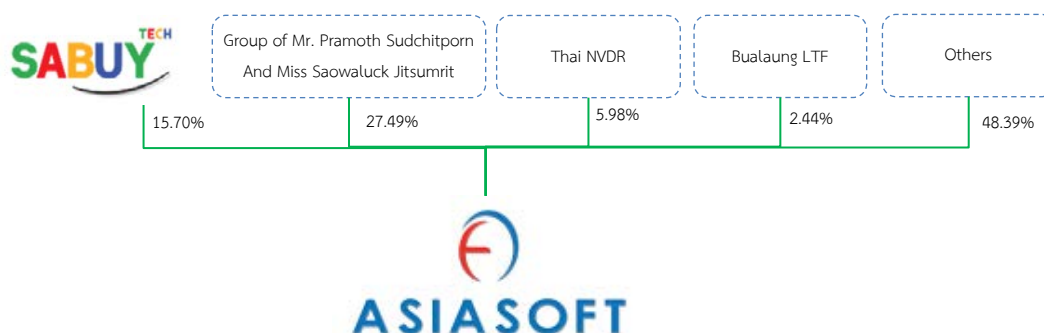 SABUY TECH
Group of Mr. Pramoth Sudchitporn
And Miss Saowaluck Jitsumrit
Thai NVDR
Bualaung LTF
Others
15.70%
27.49%
5.98%
2.44%
48.39%
ASIASOFT